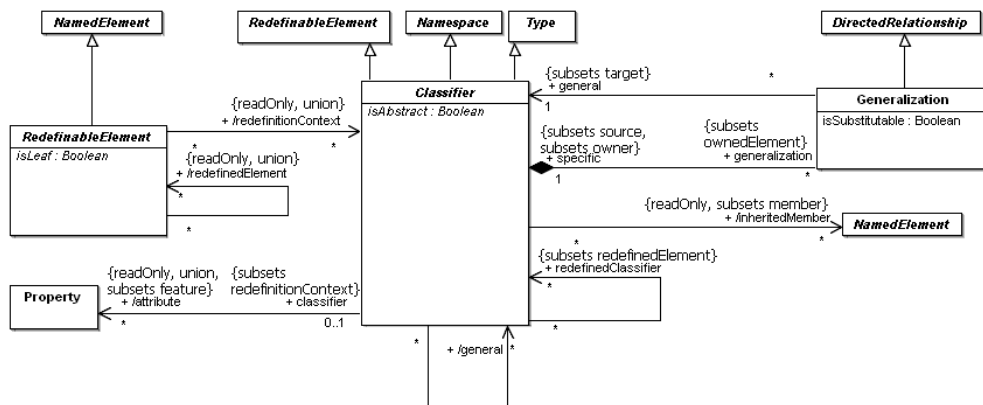 NamedElement
RedefinableElement
Namespace
Type
DirectedRelationship
Classifier
isAbstract : Boolean
{subsets target}
+ general
*
1
Generalization
isSubstitutable : Boolean
{readOnly, union}
+ /redefinitionContext
*
*
RedefinableElement
isLeaf : Boolean
{readOnly, union}
+ /redefinedElement
*
*
{subsets source,
subsets owner}
+ specific
1
{subsets
ownedElement}
+ generalization
*
{readOnly, subsets member}
+ /inheritedMember
*
*
NamedElement
{subsets redefinedElement}
+ redefinedClassifier
*
*
Property
{readOnly, union,
subsets feature}
+ /attribute
*
{subsets
redefinitionContext}
+ classifier
0..1
*
+ /general
*